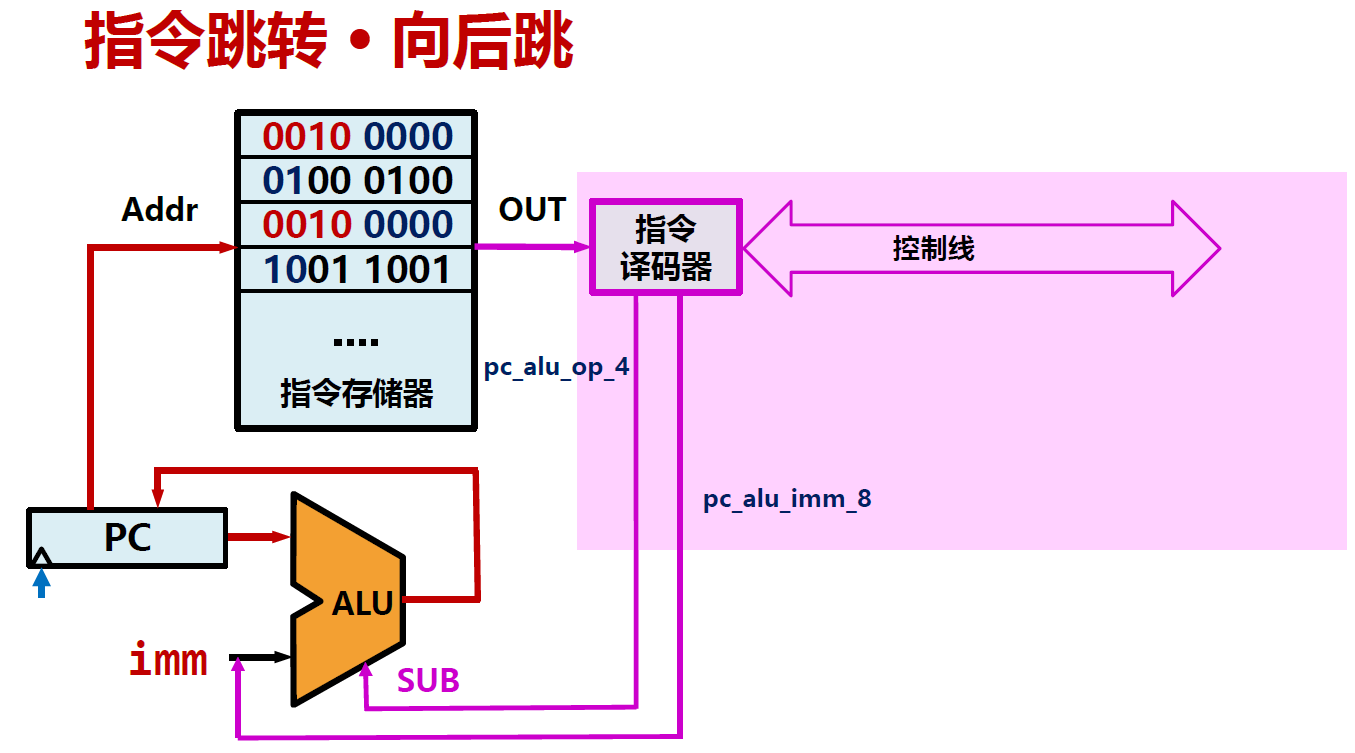 指令跳转·向后跳
0010 0000
0100 0100
Addr
0010 0000
OUT
指令
译码器
控制线
1001 1001
....
pc_alu_op_4
指令存储器
pc_alu_imm_8
PC
ALU
imm
SUB